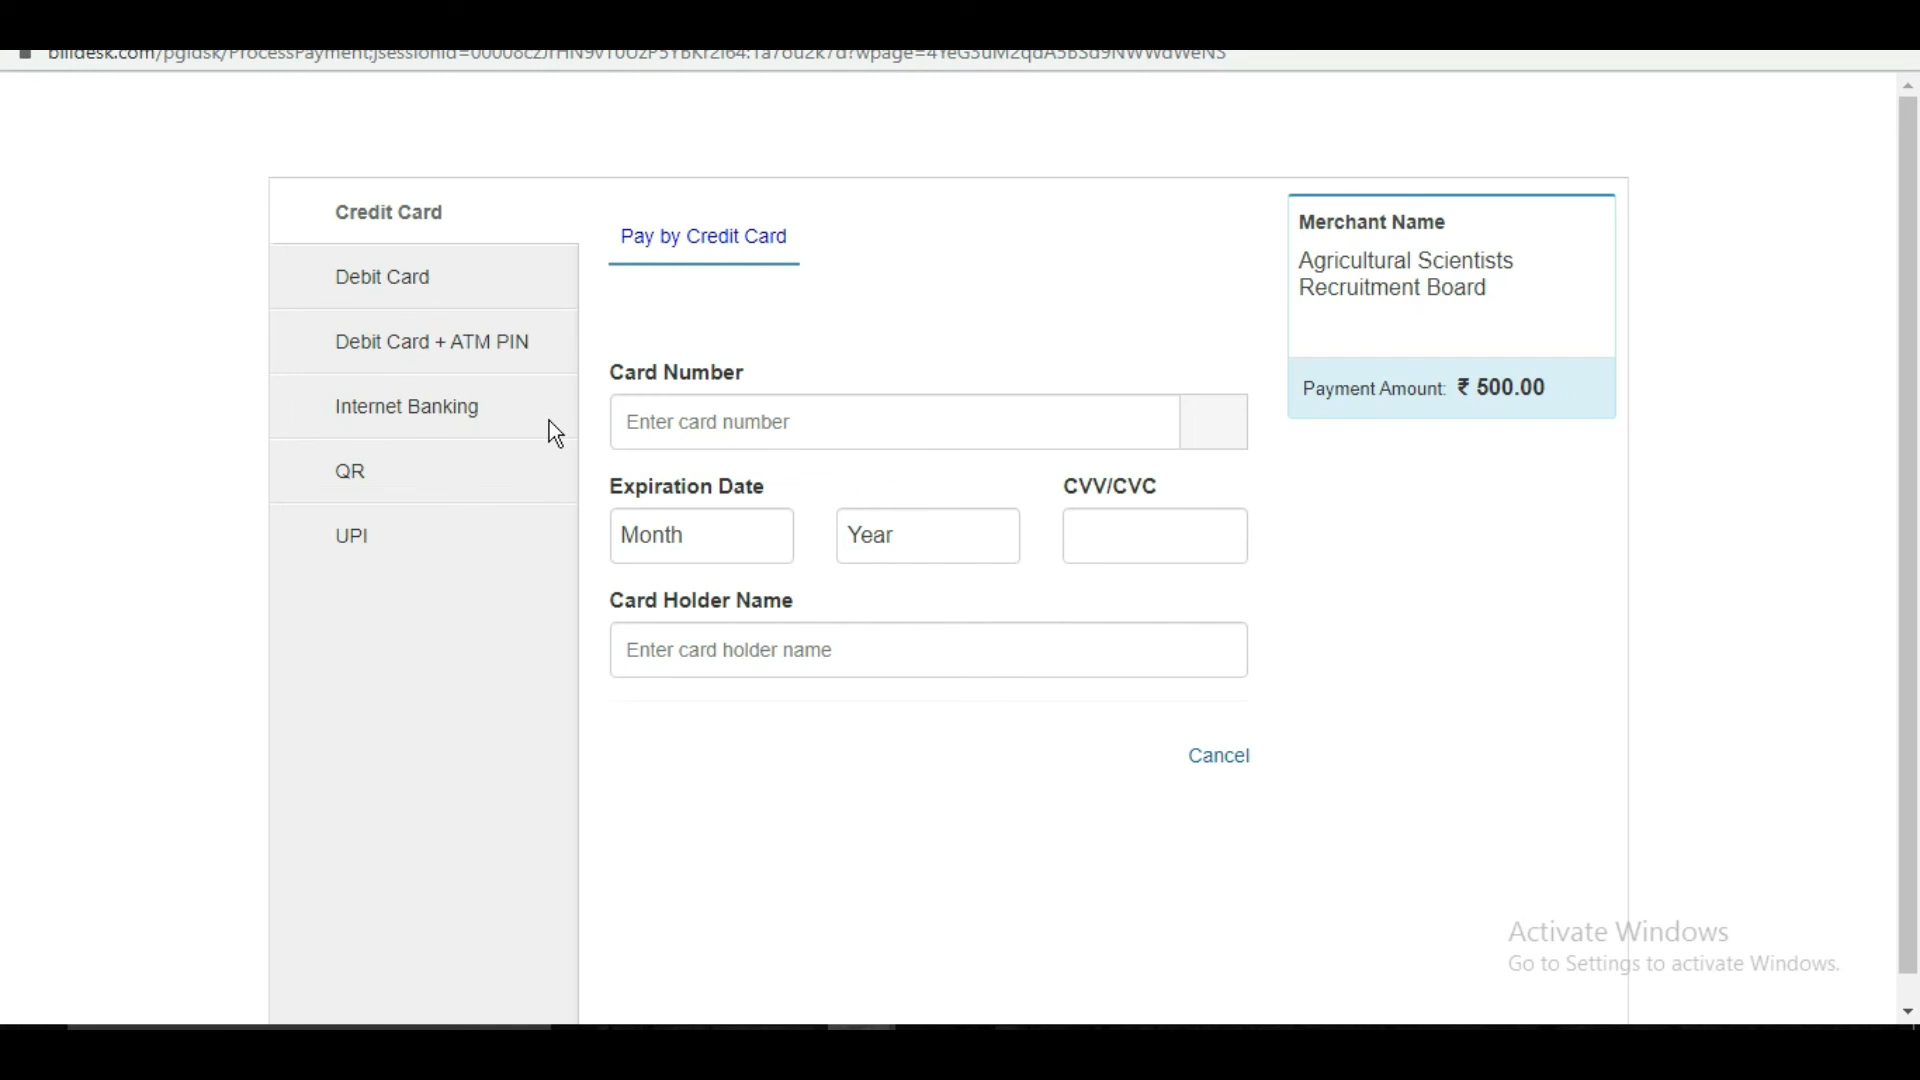 Credit Card
Debit Card
Debit Card + ATM PIN
Internet Banking
QR
UPI
Pay by Credit Card
Card Number
Enter card number
Expiration Date
CVV/CVC
Month
Year
Card Holder Name
Enter card holder name
Cancel
Merchant Name
Agricultural Scientists
Recruitment Board
Payment Amount: ₹ 500.00
Activate Windows
Go to Settings to activate Windows.